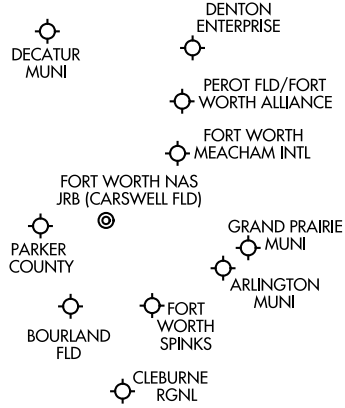 DENTON
ENTERPRISE
DECATUR
MUNI
PEROT FLD/FORT
WORTH ALLIANCE
FORT WORTH
MEACHAM INTL
FORT WORTH NAS
JRB (CARSWELL FLD)
GRAND PRAIRIE
MUNI
PARKER
COUNTY
ARLINGTON
MUNI
FORT
WORTH
SPINKS
BOURLAND
FLD
CLEBURNE
RGNL